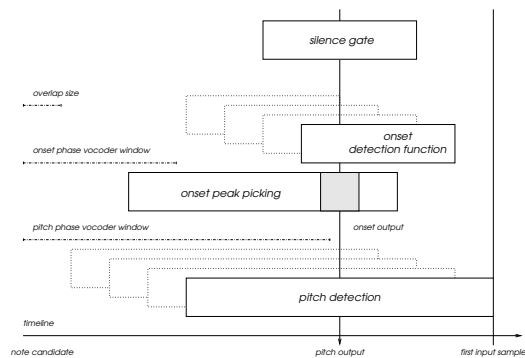 silence gate
overlap size
onset
detection function
onset phase vocoder window
onset peak picking
pitch phase vocoder window
onset output
pitch detection
timeline
note candidate
pitch output
first input sample